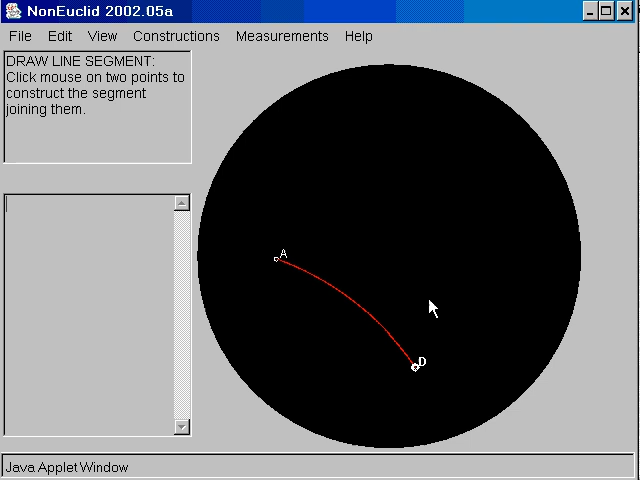 NonEuclid 2002.05a
File Edit View Constructions Measurements Help
DRAW LINE SEGMENT:
Click mouse on two points to
construct the segment
joining them.
A
D
Java Applet Window